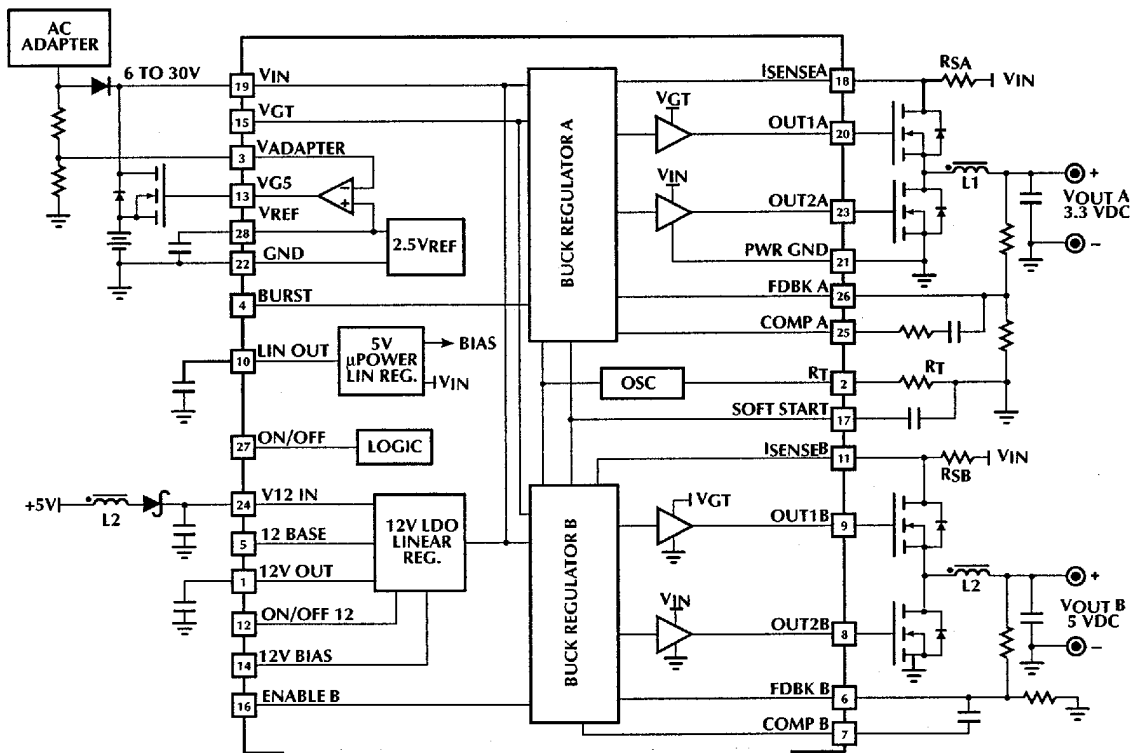 AC
ADAPTER
6 TO 30V
19
VIN
15
VGT
3
VADAPTER
13
VG5
28
VREF
22
GND
2.5VREF
4
BURST
10
LIN OUT
5V
µPOWER
LIN REG.
BIAS
VIN
27
ON/OFF
LOGIC
+5V
L2
24
V12 IN
5
12 BASE
1
12V OUT
12
ON/OFF 12
14
12V BIAS
16
ENABLE B
12V LDO
LINEAR
REG.
BUCK REGULATOR A
VGT
VIN
OSC
BUCK REGULATOR B
VGT
VIN
ISENSEA
18
RSA
VIN
OUT1A
20
OUT2A
23
L1
+
VOUT A
3.3 VDC
–
PWR GND
21
FDBK A
26
COMP A
25
RT
2
RT
SOFT START
17
ISENSEB
11
RSB
VIN
OUT1B
9
L2
+
VOUT B
5 VDC
–
OUT2B
8
FDBK B
6
COMP B
7